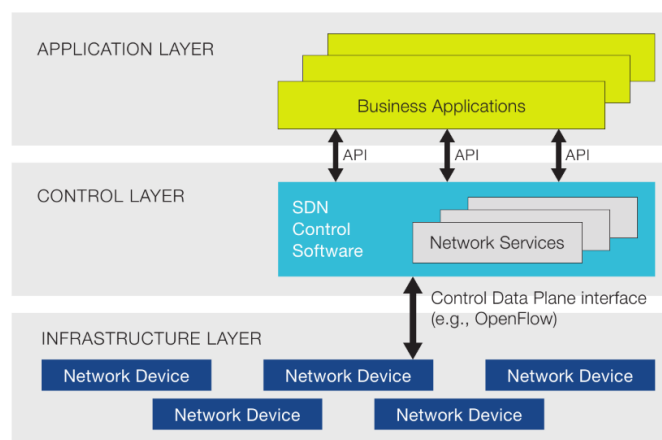 APPLICATION LAYER
Business Applications
API API API
CONTROL LAYER
SDN
Control
Software
Network Services
Control Data Plane interface
(e.g., OpenFlow)
INFRASTRUCTURE LAYER
Network Device Network Device Network Device
Network Device Network Device